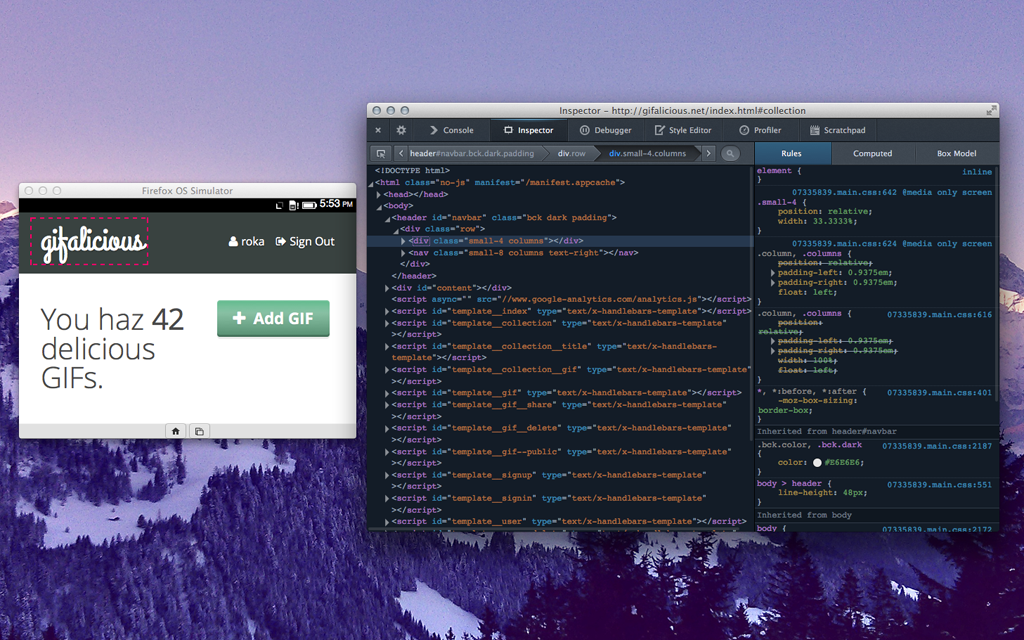 Firefox OS Simulator
5:53 PM
gifalicious
roka
Sign Out
You haz 42
delicious
GIFs.
Add GIF
Inspector – http://gifalicious.net/index.html#collection
Console
Inspector
Debugger
Style Editor
Profiler
Scratchpad
header#navbar.bck.dark.padding
div.row
div.small-4.columns
Rules
Computed
Box Model
<!DOCTYPE html>
<html class="no-js" manifest="/manifest.appcache">
<head></head>
<body>
<header id="navbar" class="bck dark padding">
<div class="row">
<div class="small-4 columns"></div>
<nav class="small-8 columns text-right"></nav>
</div>
</header>
<div id="content"></div>
<script async="" src="//www.google-analytics.com/analytics.js"></script>
<script id="template__index" type="text/x-handlebars-template">
</script>
<script id="template__collection" type="text/x-handlebars-template"
></script>
<script id="template__collection__title" type="text/x-handlebars-
template"></script>
<script id="template__collection__gif" type="text/x-handlebars-template"
></script>
<script id="template__gif" type="text/x-handlebars-template"></script>
<script id="template__gif__share" type="text/x-handlebars-template"
></script>
<script id="template__gif__delete" type="text/x-handlebars-template"
></script>
<script id="template__gif--public" type="text/x-handlebars-template"
></script>
<script id="template__signup" type="text/x-handlebars-template"
></script>
<script id="template__signin" type="text/x-handlebars-template"
></script>
<script id="template__user" type="text/x-handlebars-template"></script>
element {
inline
}
07335839.main.css:642 @media only screen
.small-4 {
position: relative;
width: 33.3333%;
}
07335839.main.css:624 @media only screen
.column, .columns {
position: relative;
padding-left: 0.9375em;
padding-right: 0.9375em;
float: left;
}
.column, .columns {
07335839.main.css:616
position:
relative;
padding-left: 0.9375em;
padding-right: 0.9375em;
width: 100%;
float: left;
}
*, *:before, *:after {
07335839.main.css:401
-moz-box-sizing:
border-box;
}
Inherited from header#navbar
.bck.color, .bck.dark
07335839.main.css:2187
{
color: #E6E6E6;
}
body > header {
07335839.main.css:551
line-height: 48px;
}
Inherited from body
body {
07335839.main.css:2172